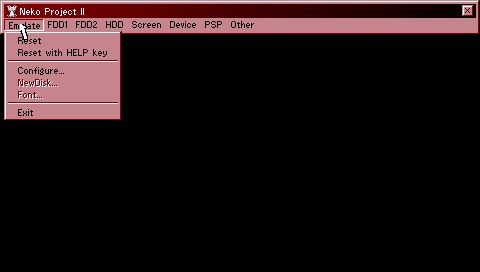 Neko Project II
Emulate FDD1 FDD2 HDD Screen Device PSP Other
Reset
Reset with HELP key
Configure...
NewDisk...
Font...
Exit